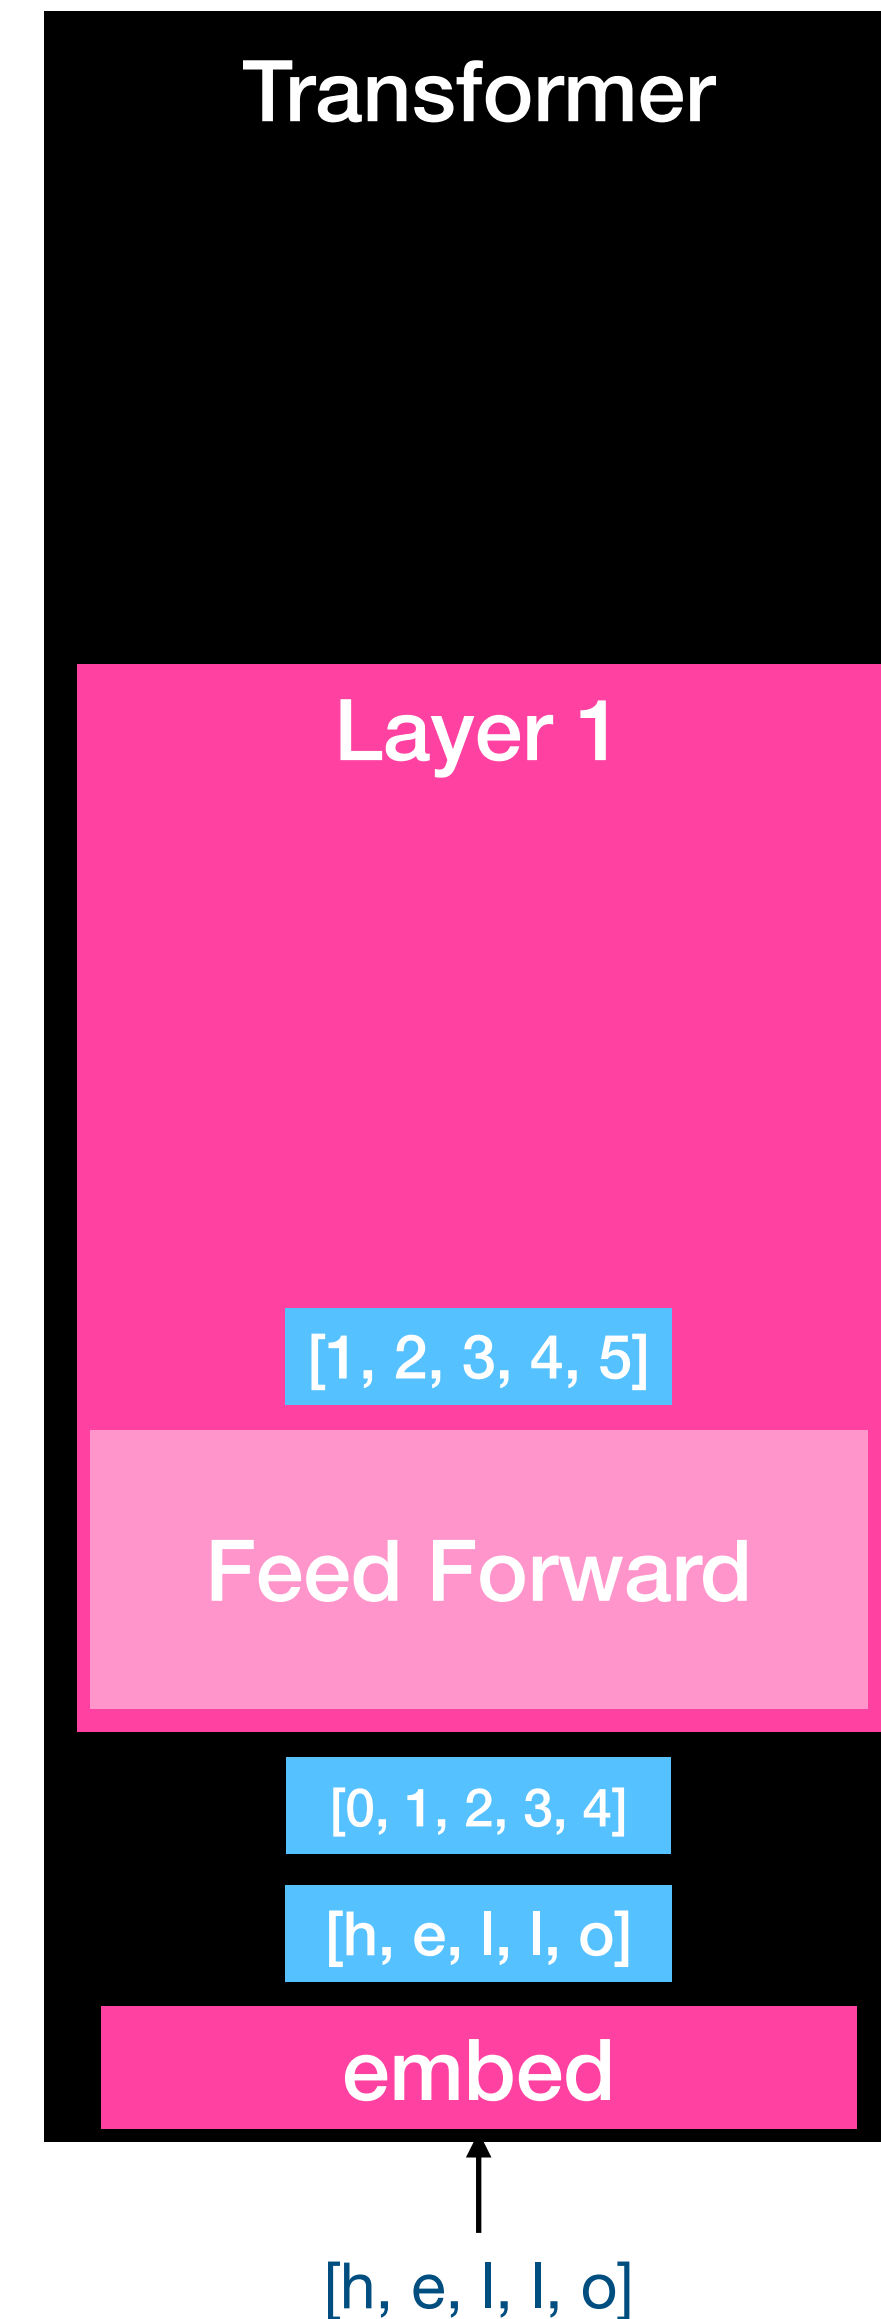 Transformer
Layer 1
[1, 2, 3, 4, 5]
Feed Forward
[0, 1, 2, 3, 4]
[h, e, l, l, o]
embed
[h, e, l, l, o]